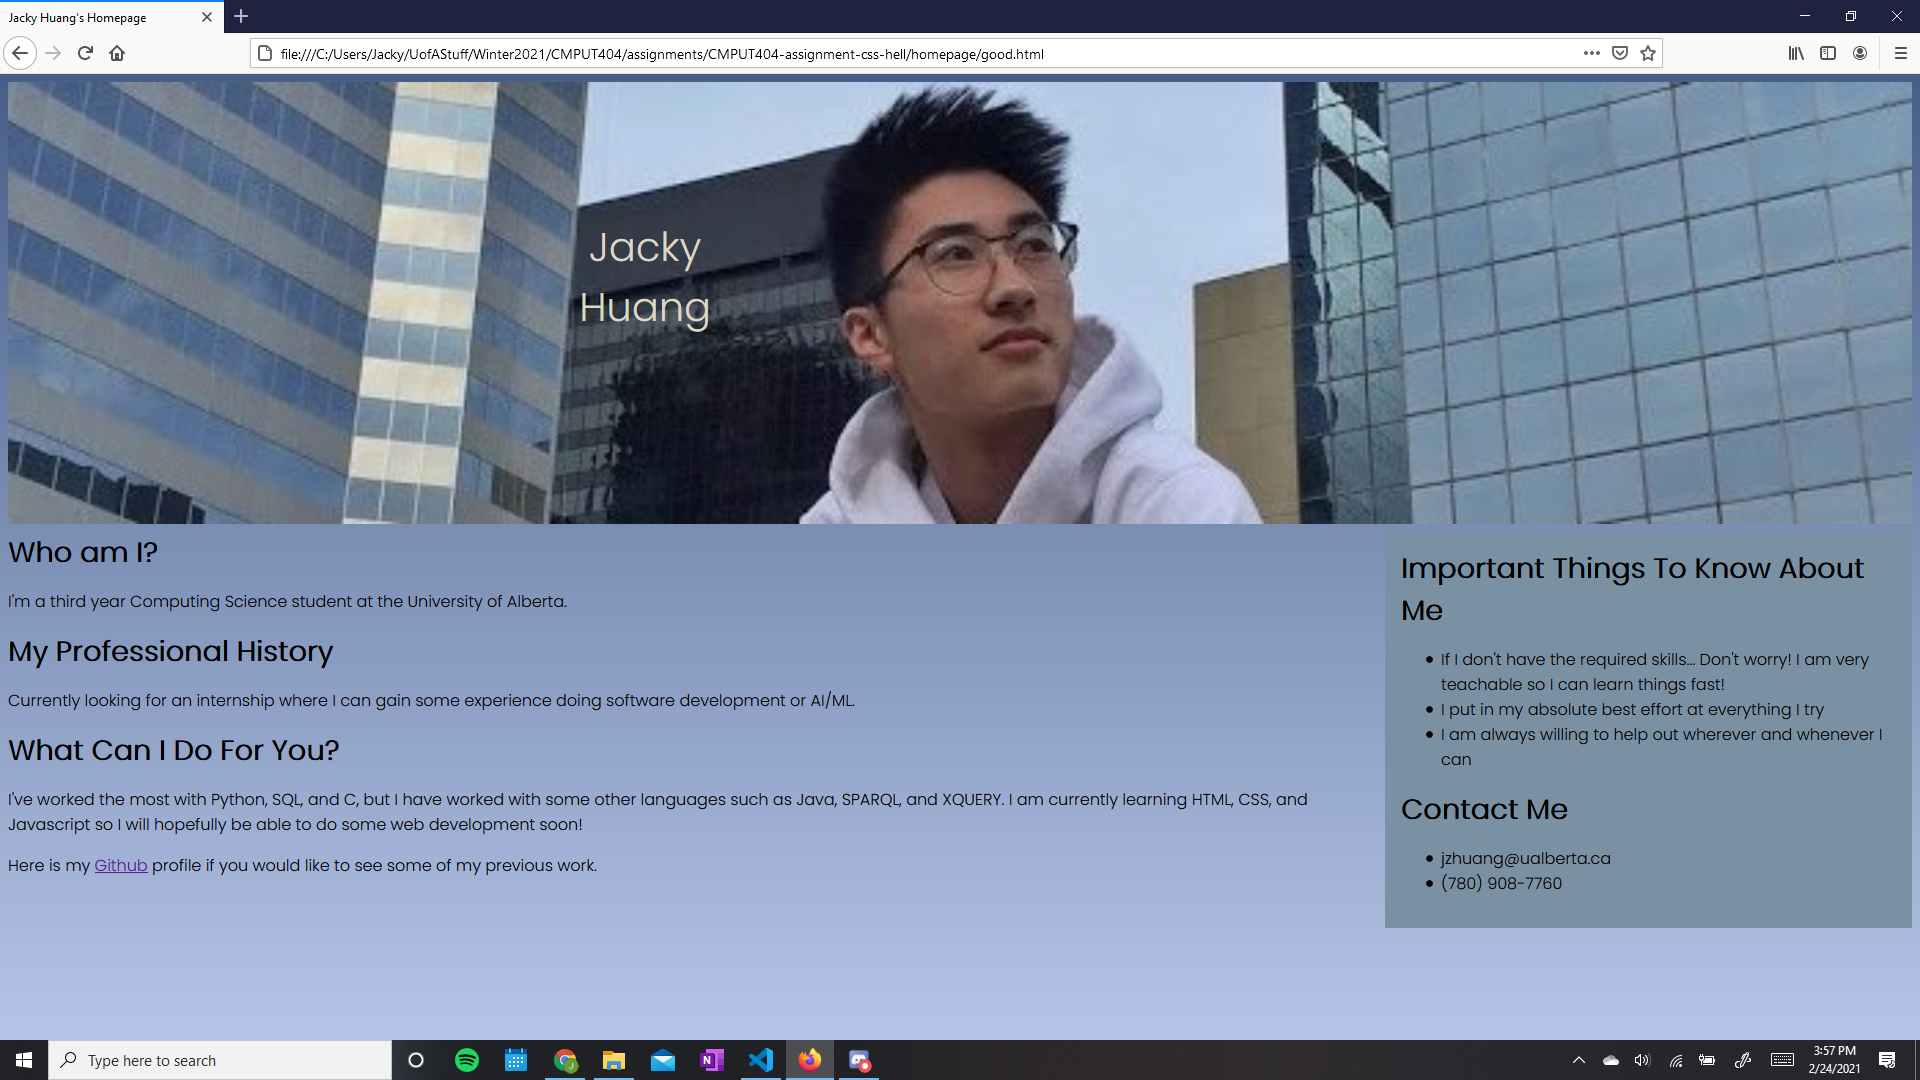 Jacky Huang's Homepage
file:///C:/Users/Jacky/UofAStuff/Winter2021/CMPUT404/assignments/CMPUT404-assignment-css-hell/homepage/good.html
Jacky
Huang
Who am I?
I'm a third year Computing Science student at the University of Alberta.
My Professional History
Currently looking for an internship where I can gain some experience doing software development or AI/ML.
What Can I Do For You?
I've worked the most with Python, SQL, and C, but I have worked with some other languages such as Java, SPARQL, and XQUERY. I am currently learning HTML, CSS, and
Javascript so I will hopefully be able to do some web development soon!
Here is my Github profile if you would like to see some of my previous work.
Important Things To Know About
Me
If I don't have the required skills... Don't worry! I am very
teachable so I can learn things fast!
I put in my absolute best effort at everything I try
I am always willing to help out wherever and whenever I
can
Contact Me
jzhuang@ualberta.ca
(780) 908-7760
Type here to search
3:57 PM
2/24/2021